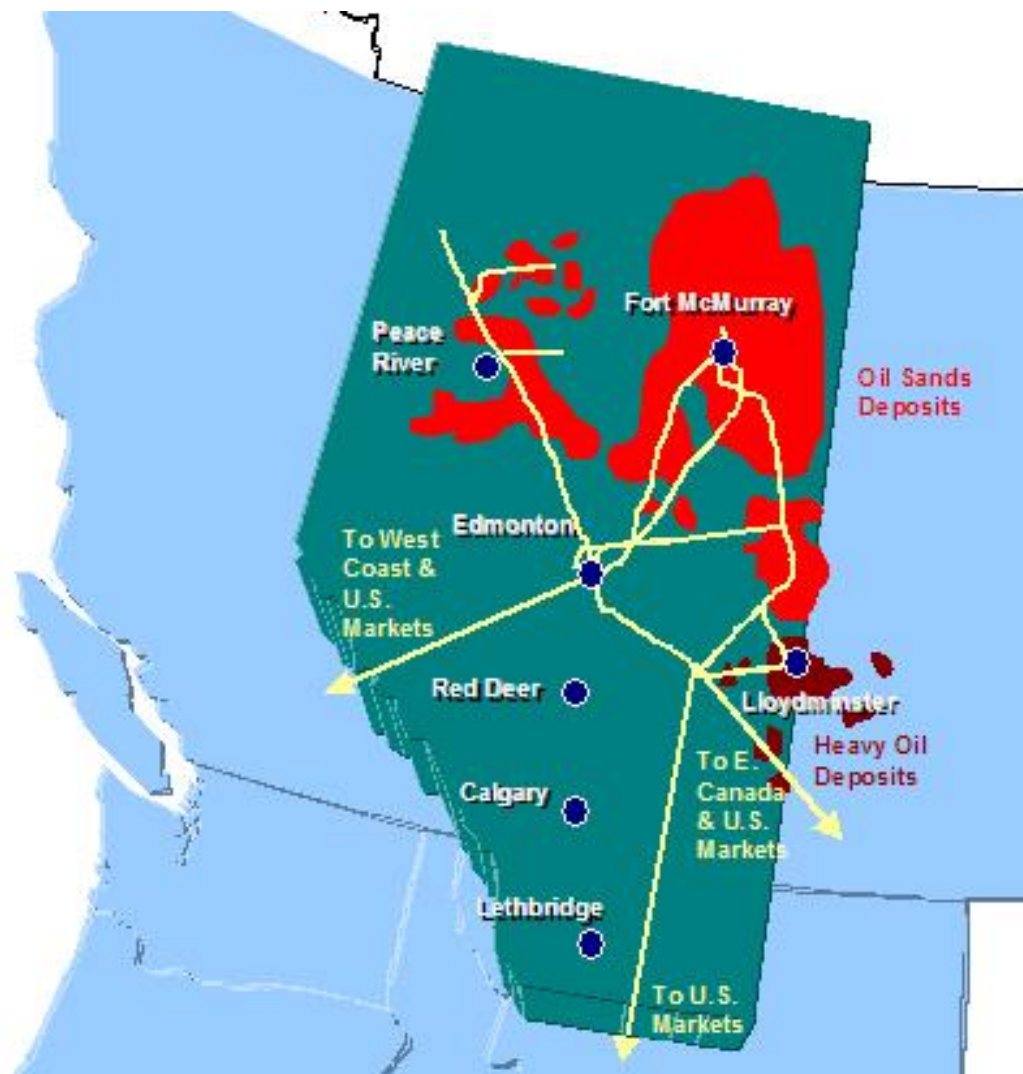 Fort McMurray
Peace
River
Oil Sands
Deposits
Edmonton
To West
Coast &
U.S.
Markets
Red Deer
Lloydminster
Heavy Oil
Deposits
To E.
Canada
& U.S.
Markets
Calgary
Lethbridge
To U.S.
Markets